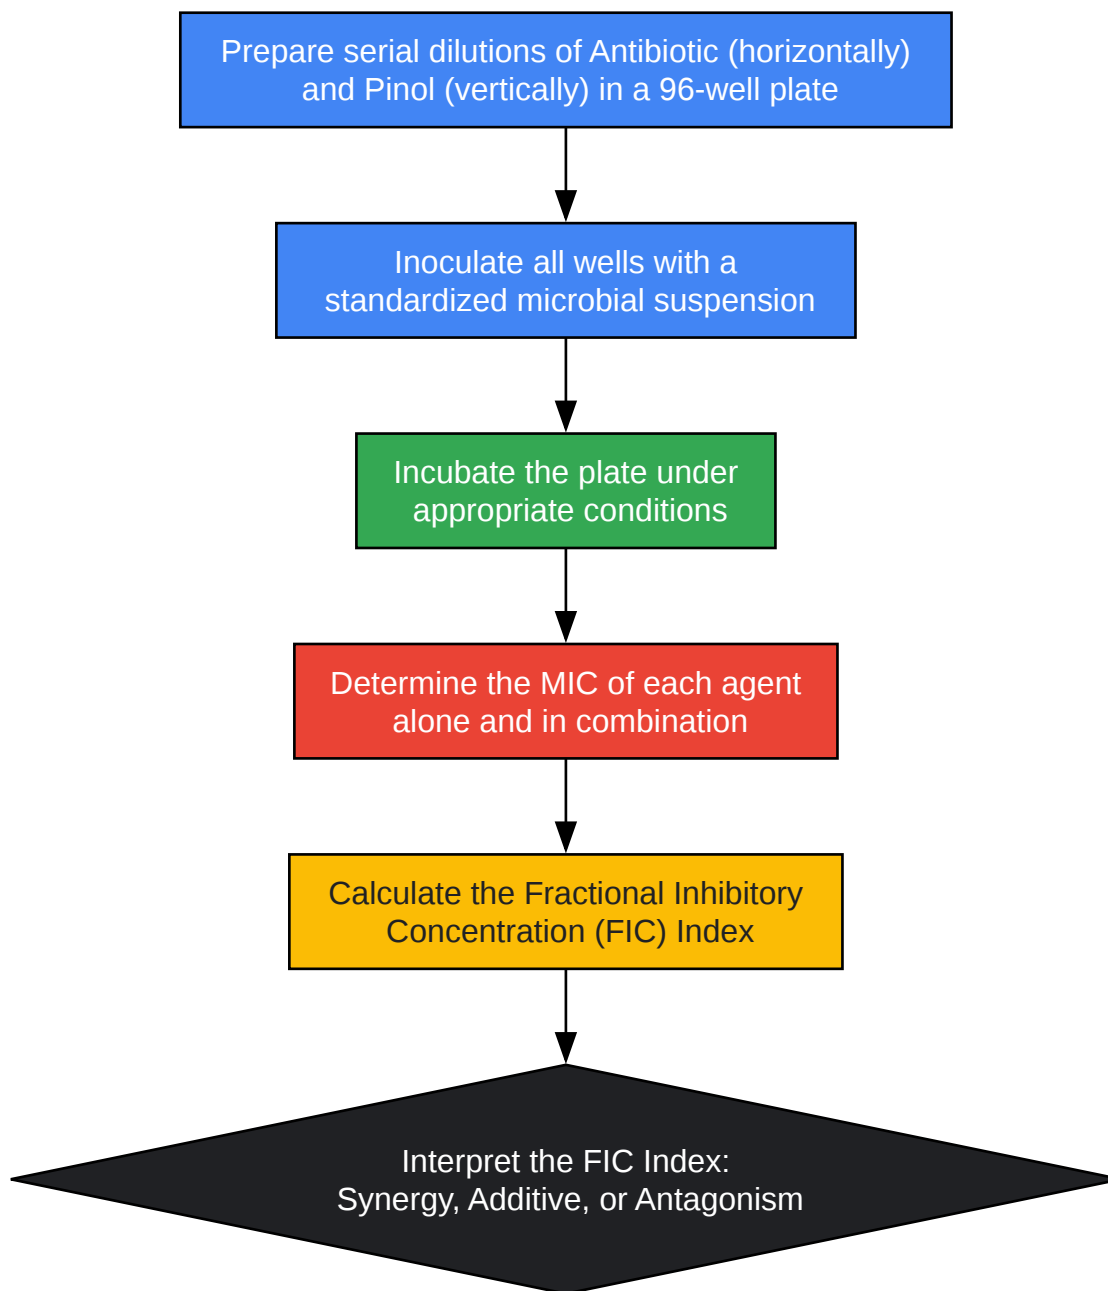 Prepare serial dilutions of Antibiotic (horizontally)
and Pinol (vertically) in a 96-well plate
Inoculate all wells with a
standardized microbial suspension
Incubate the plate under
appropriate conditions
Determine the MIC of each agent
alone and in combination
Calculate the Fractional Inhibitory
Concentration (FIC) Index
Interpret the FIC Index:
Synergy, Additive, or Antagonism